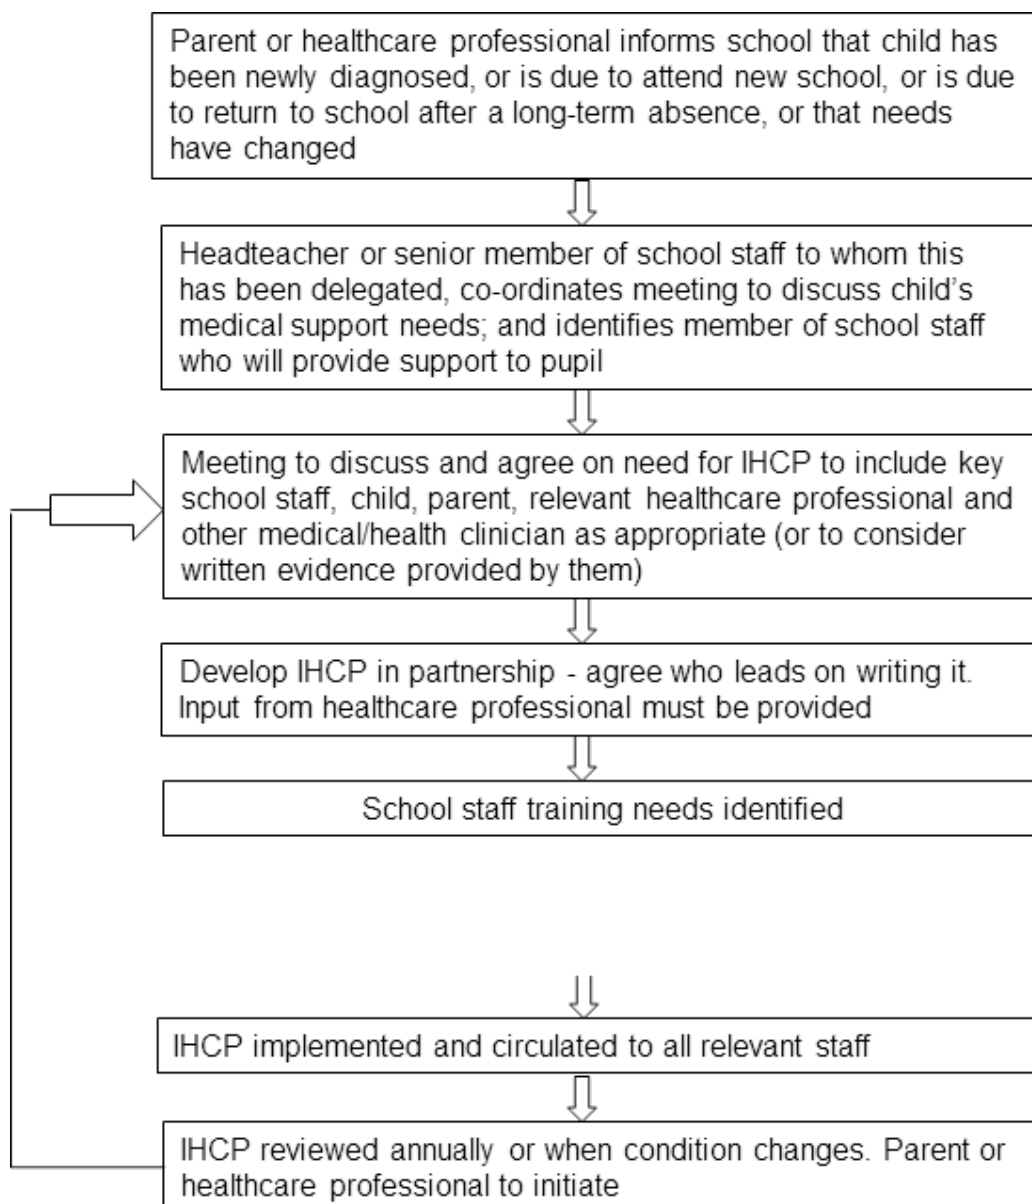 Parent or healthcare professional informs school that child has
been newly diagnosed, or is due to attend new school, or is due
to return to school after a long-term absence, or that needs
have changed
Headteacher or senior member of school staff to whom this
has been delegated, co-ordinates meeting to discuss child's
medical support needs; and identifies member of school staff
who will provide support to pupil
Meeting to discuss and agree on need for IHCP to include key
school staff, child, parent, relevant healthcare professional and
other medical/health clinician as appropriate (or to consider
written evidence provided by them)
Develop IHCP in partnership - agree who leads on writing it.
Input from healthcare professional must be provided
School staff training needs identified
IHCP implemented and circulated to all relevant staff
IHCP reviewed annually or when condition changes. Parent or
healthcare professional to initiate